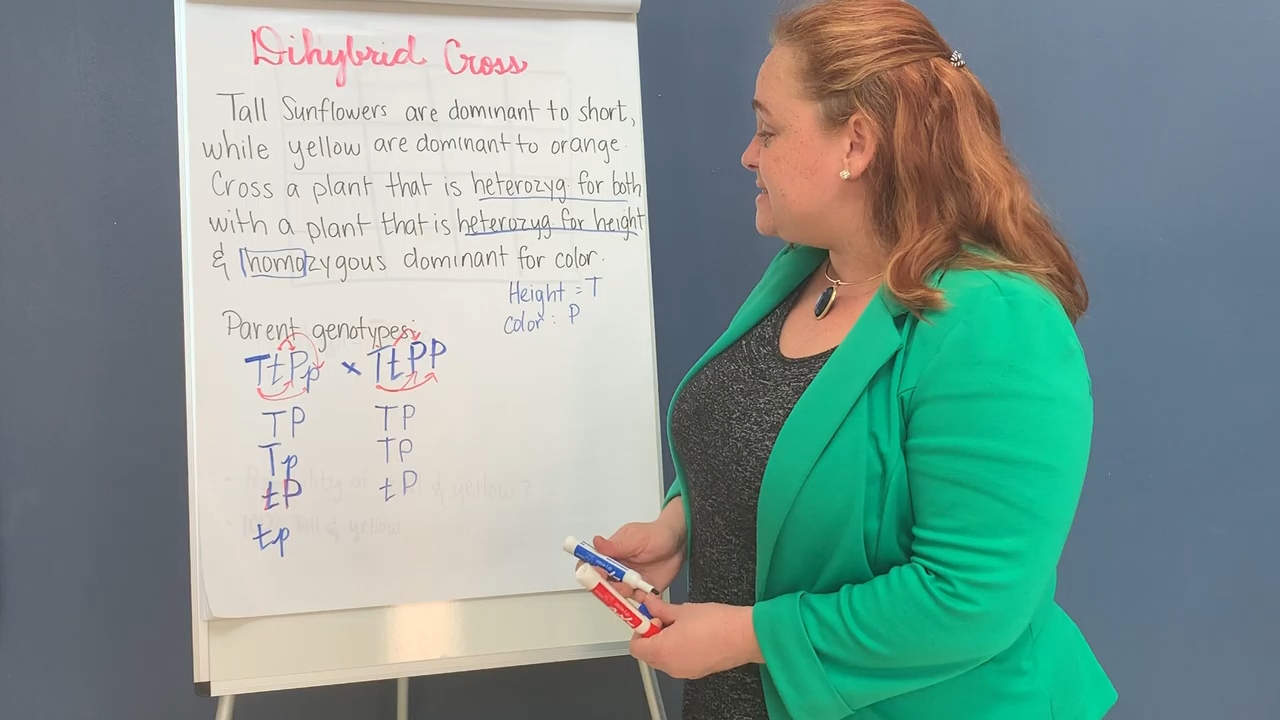 Dihybrid Cross
Tall Sunflowers are dominant to short,
while yellow are dominant to orange.
Cross a plant that is heterozyg. for both
with a plant that is heterozyg for height
& homozygous dominant for color.
Height = T
Color : P
Parent genotypes:
TtPp x TtPP
TP TP
Tp TP
tP tP
tp